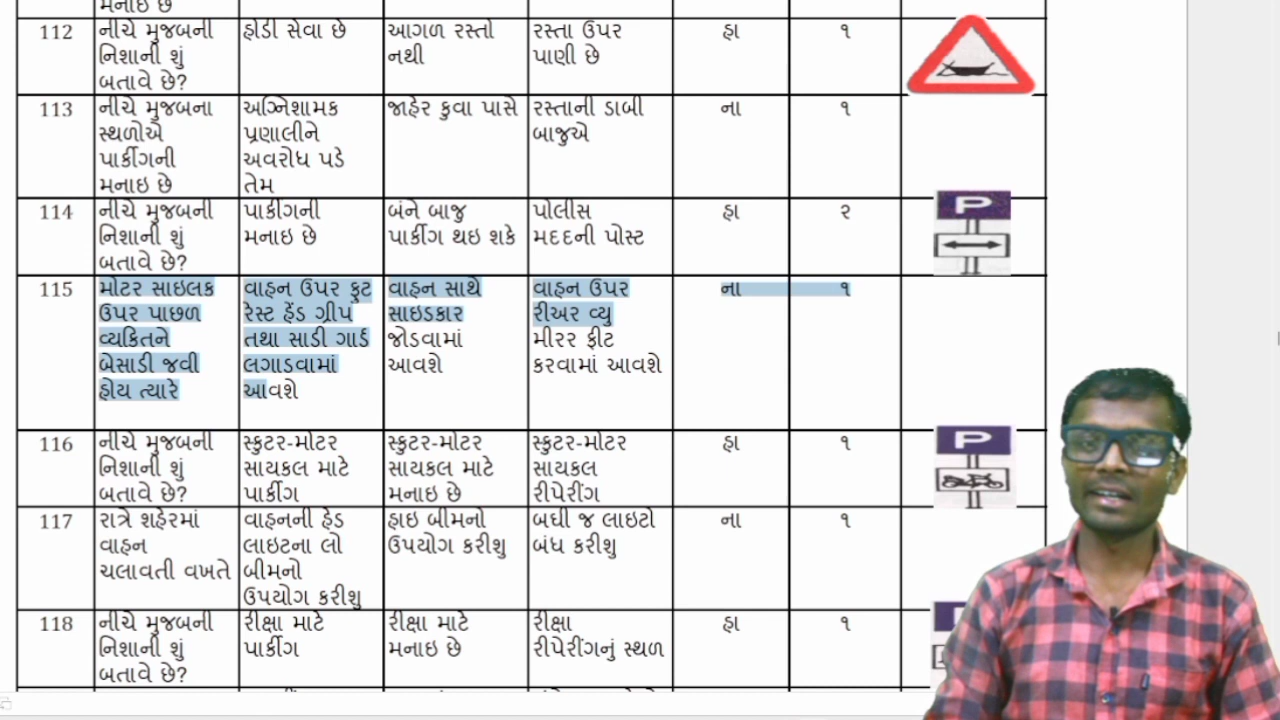 મનાઇ છે
112 નીચે મુજબની હોડી સેવા છે આગળ રસ્તો રસ્તા ઉપર હા ૧
નિશાની શું નથી પાણી છે
બતાવે છે?
113 નીચે મુજબના અગ્નિશામક જાહેર કુવા પાસે રસ્તાની ડાબી ના ૧
સ્થળોએ પ્રણાલીને બાજુએ
પાર્કીગની અવરોધ પડે
મનાઇ છે તેમ
114 નીચે મુજબની પાર્કીગની બંને બાજુ પોલીસ હા ૨
નિશાની શું મનાઇ છે પાર્કીગ થઇ શકે મદદની પોસ્ટ
બતાવે છે?
P
115 મોટર સાઇલક વાહન ઉપર ફુટ વાહન સાથે વાહન ઉપર ના ૧
ઉપર પાછળ રેસ્ટ હેંડ ગ્રીપ સાઇડકાર રીઅર વ્યુ
વ્યકિતને તથા સાડી ગાર્ડ જોડવામાં મીરર ફીટ
બેસાડી જવી લગાડવામાં આવશે કરવામાં આવશે
હોય ત્યારે આવશે
116 નીચે મુજબની સ્કુટર-મોટર સ્કુટર-મોટર સ્કુટર-મોટર હા ૧
નિશાની શું સાયકલ માટે સાયકલ માટે સાયકલ
બતાવે છે? પાર્કીગ મનાઇ છે રીપેરીંગ
P
117 રાત્રે શહેરમાં વાહનની હેડ હાઇ બીમનો બધી જ લાઇટો ના ૧
વાહન લાઇટના લો ઉપયોગ કરીશુ બંધ કરીશુ
ચલાવતી વખતે બીમનો
ઉપયોગ કરીશુ
118 નીચે મુજબની રીક્ષા માટે રીક્ષા માટે રીક્ષા હા ૧
નિશાની શું પાર્કીગ મનાઇ છે રીપેરીંગનું સ્થળ
બતાવે છે?